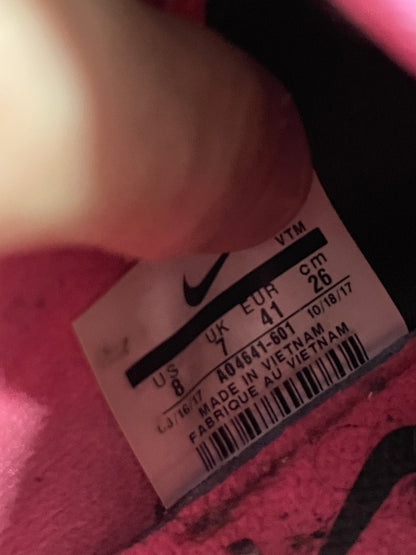 VTM
US UK EUR cm
8 7 41 26
AO4641-601
10/18/17
MADE IN VIETNAM
FABRIQUE AU VIETNAM